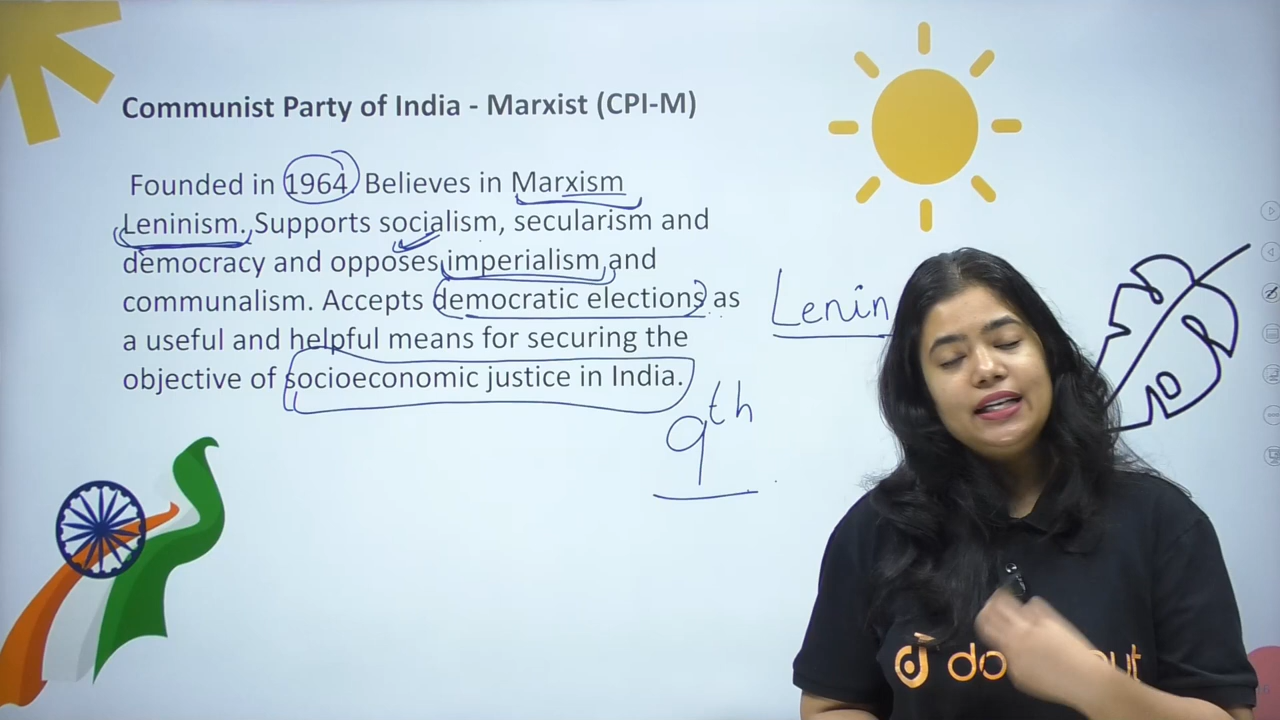 Communist Party of India - Marxist (CPI-M)
Founded in 1964. Believes in Marxism
Leninism. Supports socialism, secularism and
democracy and opposes imperialism and
communalism. Accepts democratic elections as
a useful and helpful means for securing the
objective of socioeconomic justice in India.
Lenin
9th